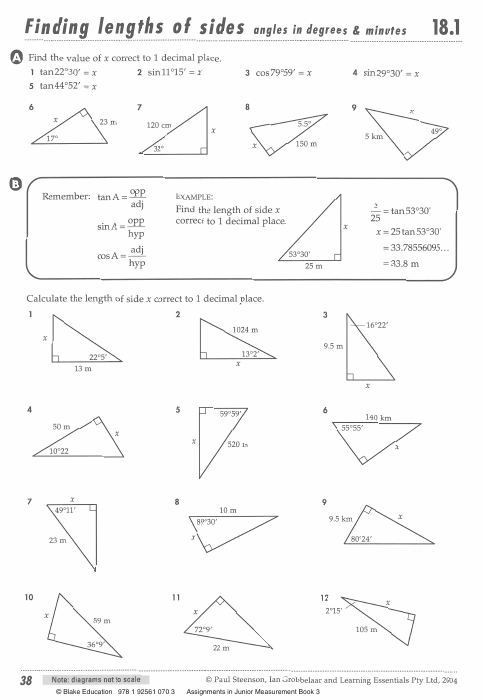 Finding lengths of sides angles in degrees & minutes 18.1
A Find the value of x correct to 1 decimal place.
1 tan22°30′ = x 2 sin11°15′ = x 3 cos79°59′ = x 4 sin29°30′ = x
5 tan44°52′ = x
6 x 23 m 17°
7 120 cm x 32°
8 5.5° x 150 m
9 x 5 km 49°
B
Remember: tan A = opp/adj
sin A = opp/hyp
cos A = adj/hyp
EXAMPLE:
Find the length of side x
correct to 1 decimal place.
x
53°30′
25 m
x/25 = tan53°30′
x = 25tan53°30′
= 33.78556095…
= 33.8 m
Calculate the length of side x correct to 1 decimal place.
1 x 22°5′ 13 m
2 1024 m 13°2′ x
3 16°22′ 9.5 m x
4 50 m x 10°22
5 59°59′ x 520 m
6 140 km 55°55′ x
7 x 49°11′ 23 m
8 10 m 89°30′ x
9 9.5 km x 80°24′
10 x 59 m 36°9′
11 x 72°9′ 22 m
12 x 2°15′ 105 m
38 Note: diagrams not to scale © Paul Steenson, Ian Grobbelaar and Learning Essentials Pty Ltd, 2904
© Blake Education 978 1 92561 070 3 Assignments in Junior Measurement Book 3